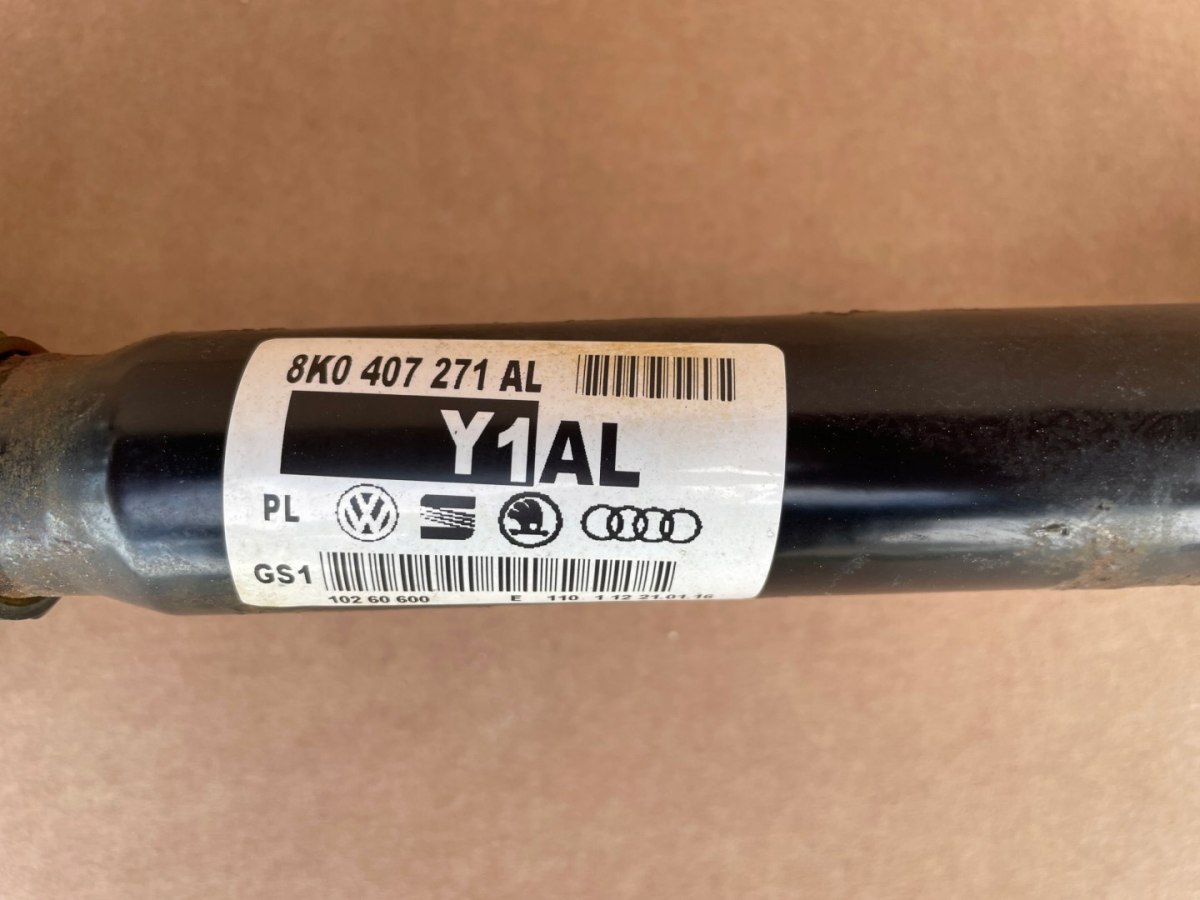 8K0 407 271 AL
Y1AL
PL
GS1
102 60 600 E 110 1 12 21.01.16